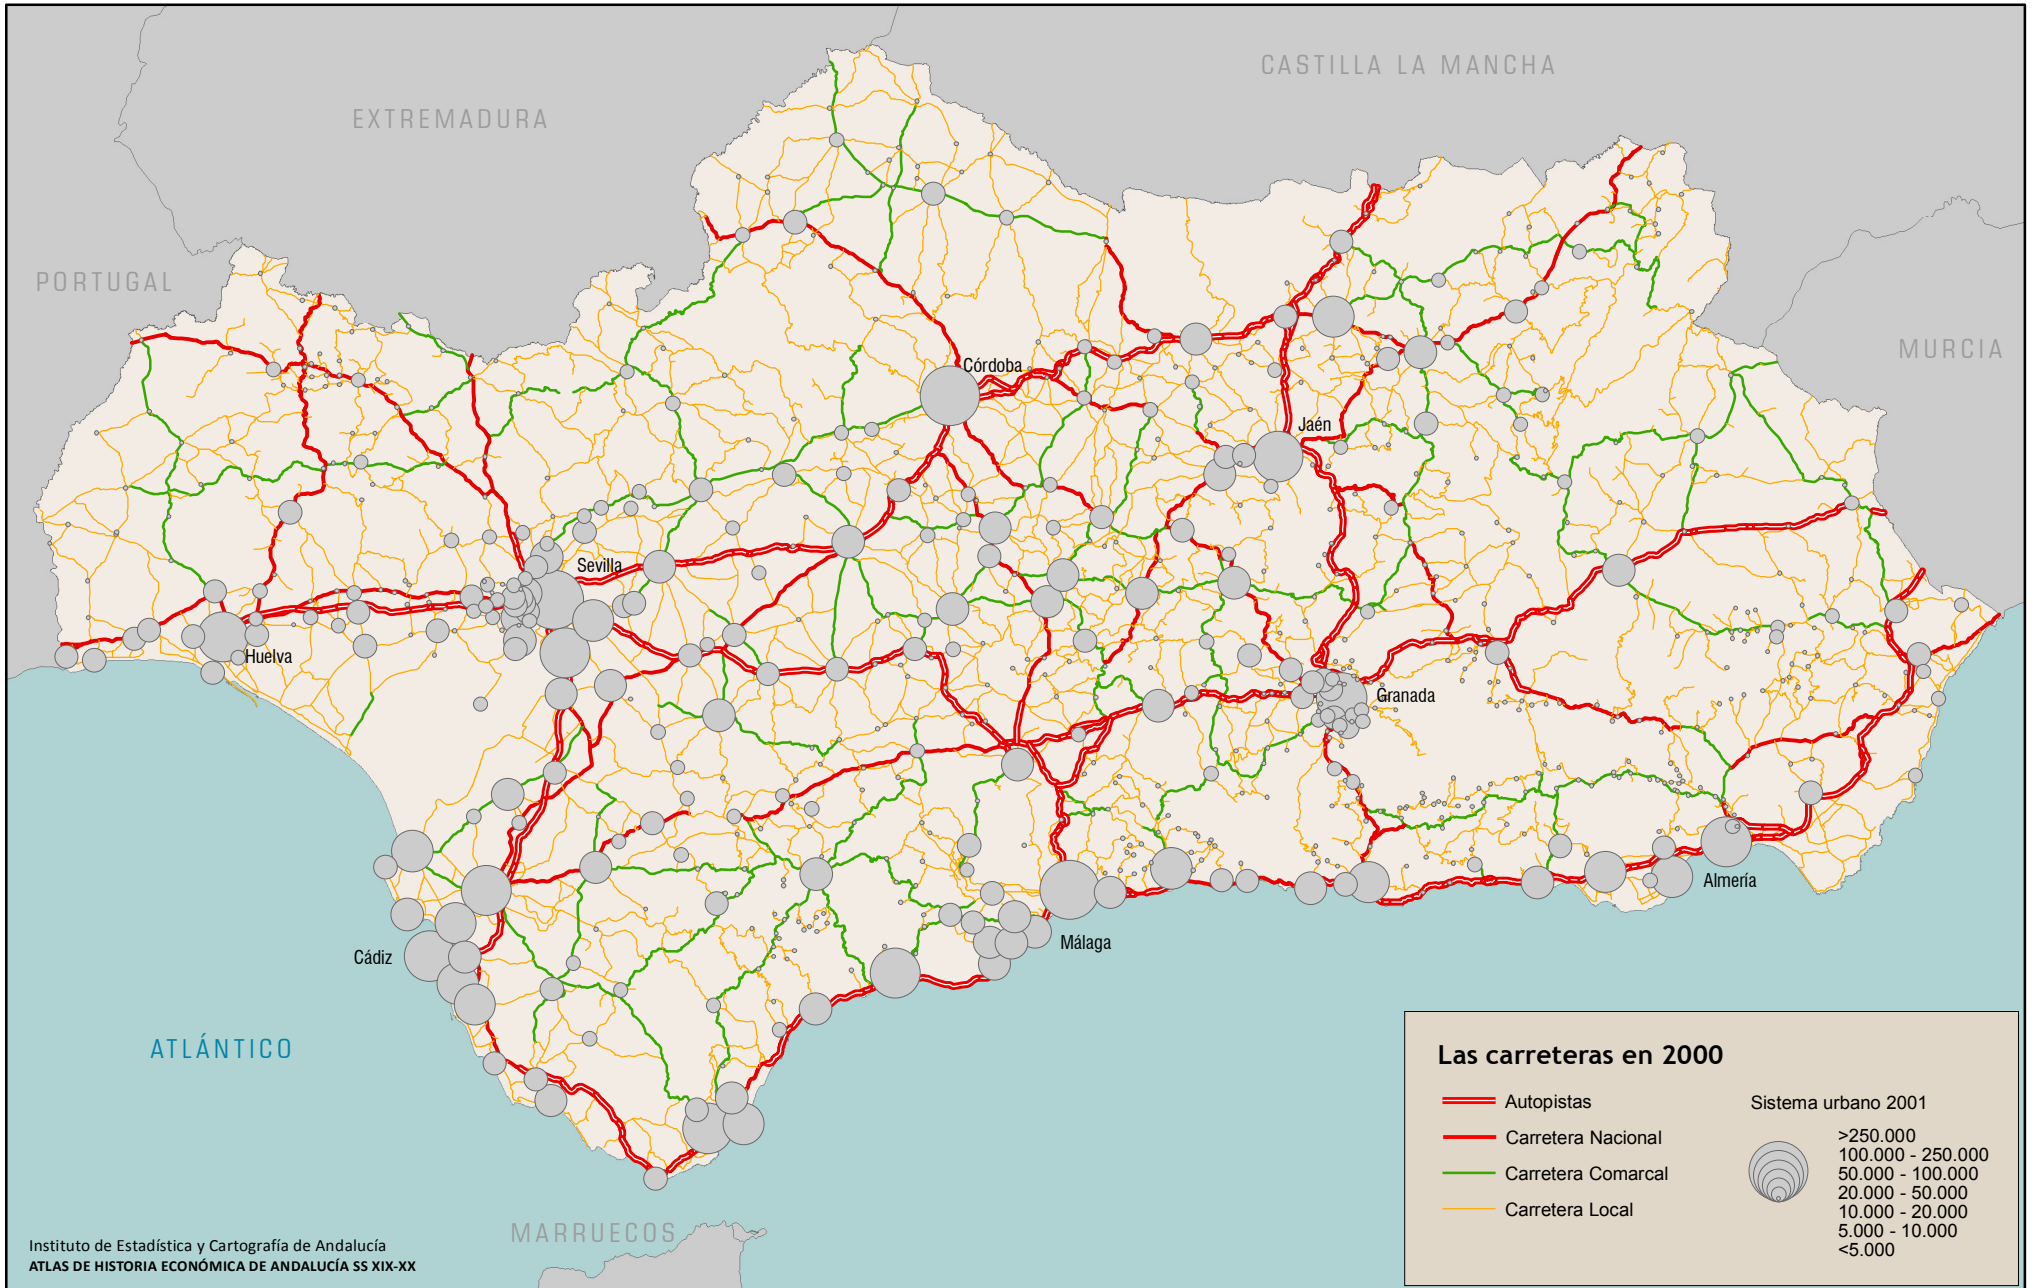 CASTILLA LA MANCHA
EXTREMADURA
PORTUGAL
MURCIA
Córdoba
Jaén
Sevilla
Huelva
Granada
Almería
Málaga
Cádiz
ATLÁNTICO
MARRUECOS
Las carreteras en 2000
Autopistas
Carretera Nacional
Carretera Comarcal
Carretera Local
Sistema urbano 2001
>250.000
100.000 - 250.000
50.000 - 100.000
20.000 - 50.000
10.000 - 20.000
5.000 - 10.000
<5.000
Instituto de Estadística y Cartografía de Andalucía
ATLAS DE HISTORIA ECONÓMICA DE ANDALUCÍA SS XIX-XX